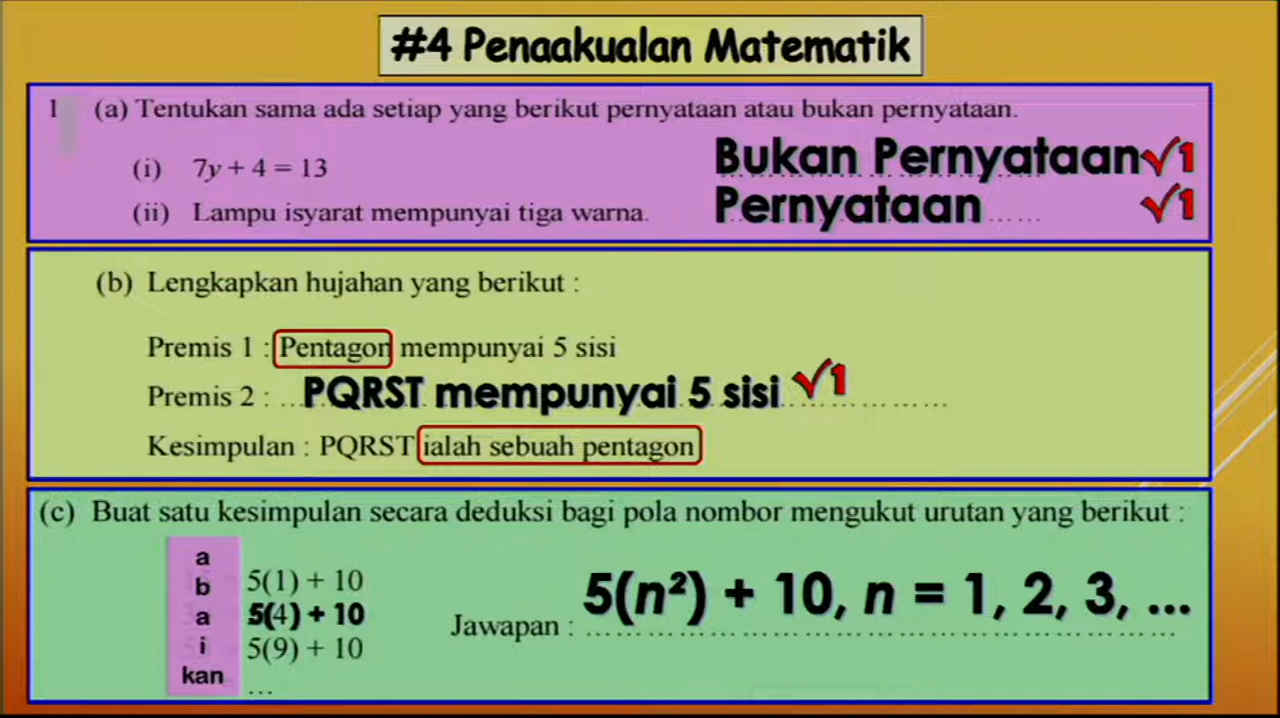 #4 Penaakualan Matematik
1 (a) Tentukan sama ada setiap yang berikut pernyataan atau bukan pernyataan.
(i) 7y + 4 = 13 Bukan Pernyataan √1
(ii) Lampu isyarat mempunyai tiga warna. Pernyataan ...... √1
(b) Lengkapkan hujahan yang berikut :
Premis 1 : Pentagon mempunyai 5 sisi
Premis 2 : ... PQRST mempunyai 5 sisi √1 ............
Kesimpulan : PQRST ialah sebuah pentagon
(c) Buat satu kesimpulan secara deduksi bagi pola nombor mengukut urutan yang berikut :
a
b 5(1) + 10
a 5(4) + 10
i 5(9) + 10
kan ...
Jawapan : 5(n²) + 10, n = 1, 2, 3, ...